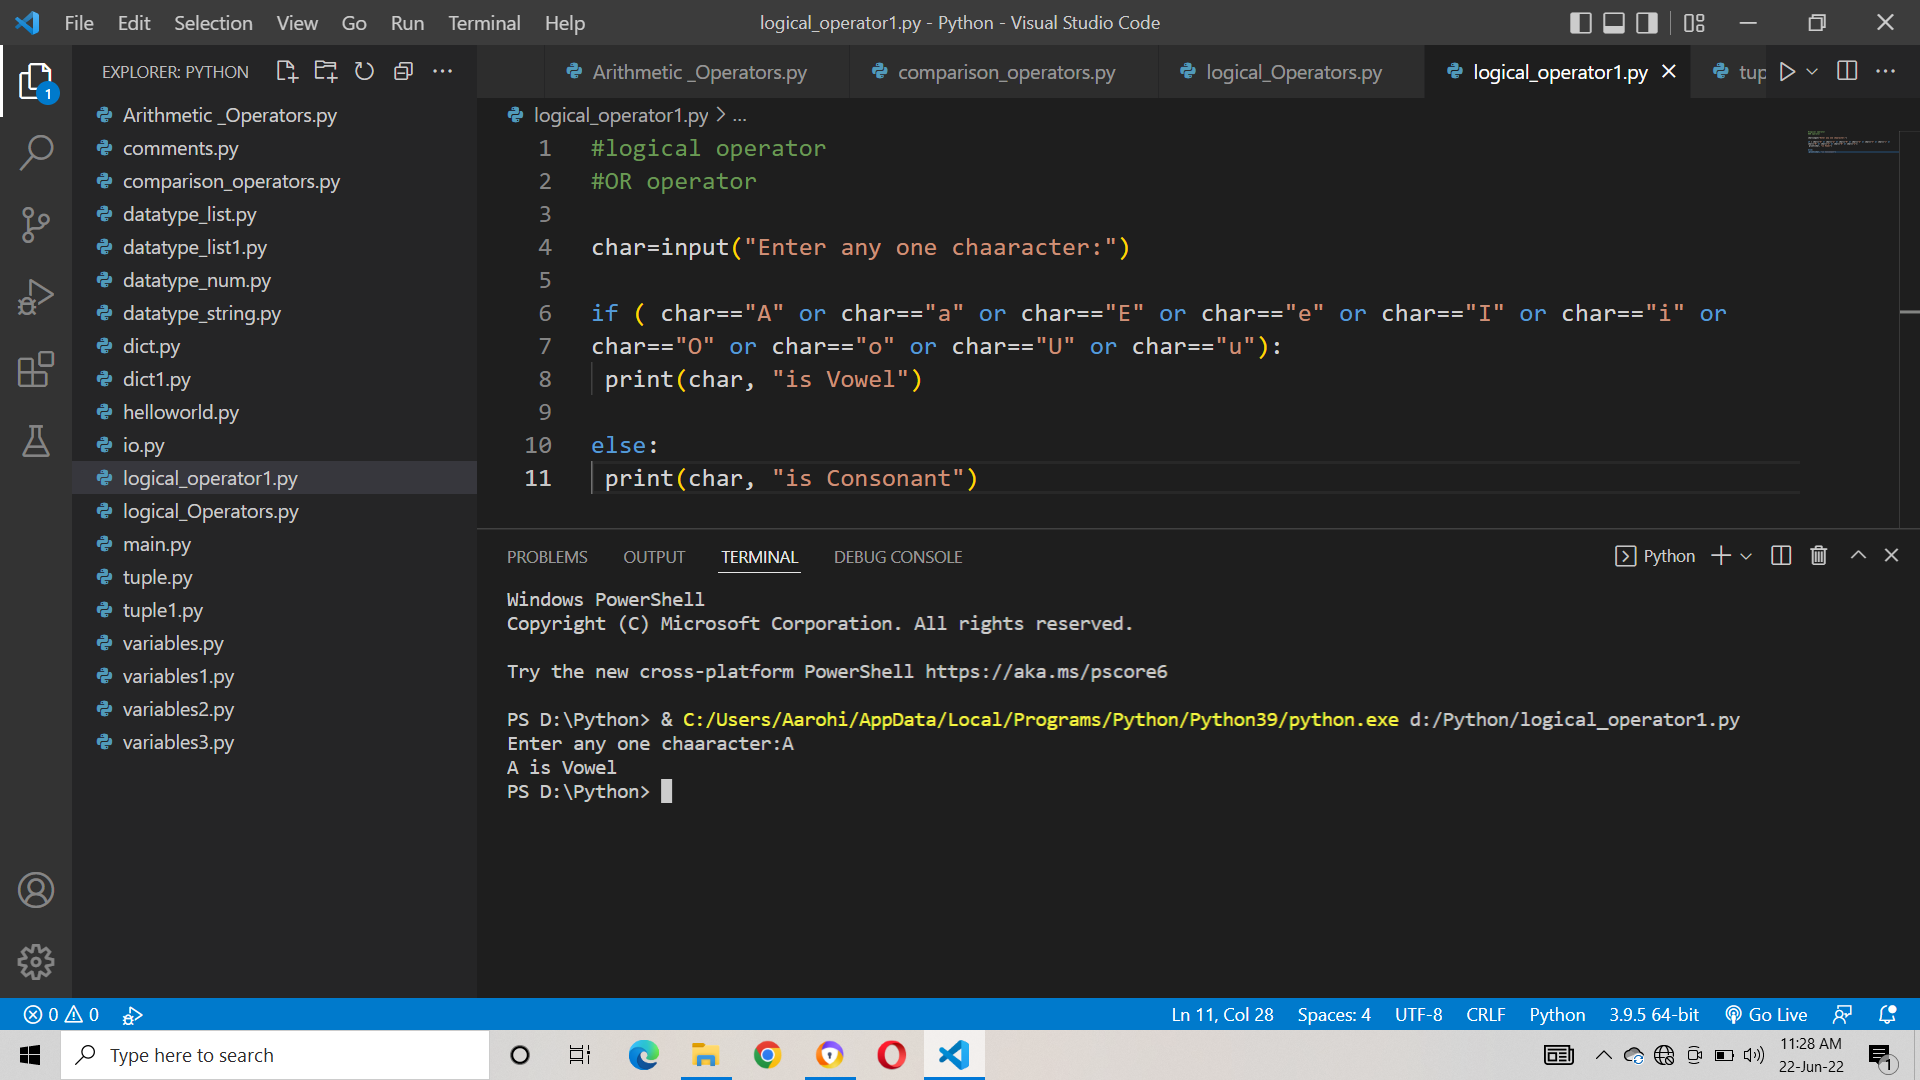 File Edit Selection View Go Run Terminal Help
logical_operator1.py - Python - Visual Studio Code
EXPLORER: PYTHON
1
Arithmetic _Operators.py
comments.py
comparison_operators.py
datatype_list.py
datatype_list1.py
datatype_num.py
datatype_string.py
dict.py
dict1.py
helloworld.py
io.py
logical_operator1.py
logical_Operators.py
main.py
tuple.py
tuple1.py
variables.py
variables1.py
variables2.py
variables3.py
Arithmetic _Operators.py comparison_operators.py logical_Operators.py logical_operator1.py tup
logical_operator1.py > ...
1 #logical operator
2 #OR operator
3
4 char=input("Enter any one chaaracter:")
5
6 if ( char=="A" or char=="a" or char=="E" or char=="e" or char=="I" or char=="i" or
7 char=="O" or char=="o" or char=="U" or char=="u"):
8 print(char, "is Vowel")
9
10 else:
11 print(char, "is Consonant")
PROBLEMS OUTPUT TERMINAL DEBUG CONSOLE
Python
Windows PowerShell
Copyright (C) Microsoft Corporation. All rights reserved.
Try the new cross-platform PowerShell https://aka.ms/pscore6
PS D:\Python> & C:/Users/Aarohi/AppData/Local/Programs/Python/Python39/python.exe d:/Python/logical_operator1.py
Enter any one chaaracter:A
A is Vowel
PS D:\Python>
0 0
Ln 11, Col 28 Spaces: 4 UTF-8 CRLF Python 3.9.5 64-bit Go Live
Type here to search
11:28 AM
22-Jun-22
1